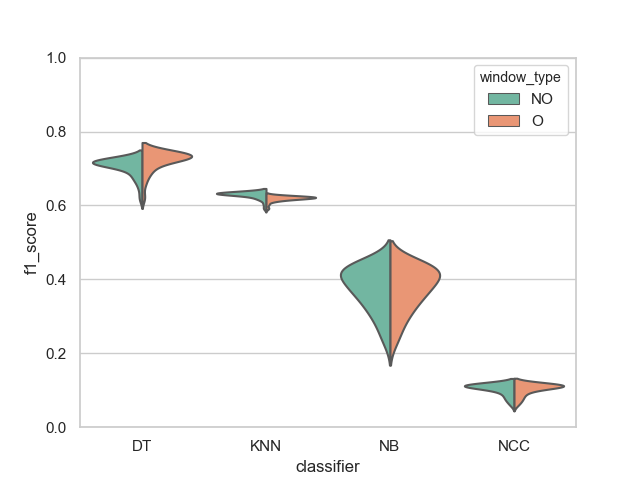 1.0
0.8
0.6
0.4
0.2
0.0
f1_score
window_type
NO
O
DT KNN NB NCC
classifier